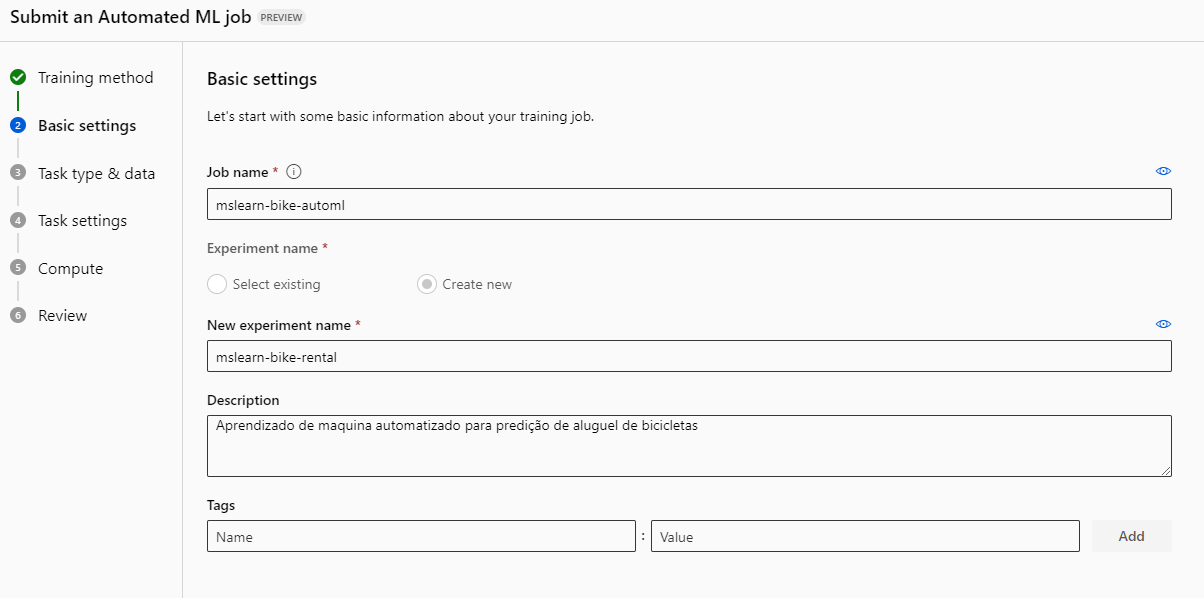 Submit an Automated ML job PREVIEW
Training method
2 Basic settings
3 Task type & data
4 Task settings
5 Compute
6 Review
Basic settings
Let's start with some basic information about your training job.
Job name * i
mslearn-bike-automl
Experiment name *
Select existing Create new
New experiment name *
mslearn-bike-rental
Description
Aprendizado de maquina automatizado para predição de aluguel de bicicletas
Tags
Name : Value Add